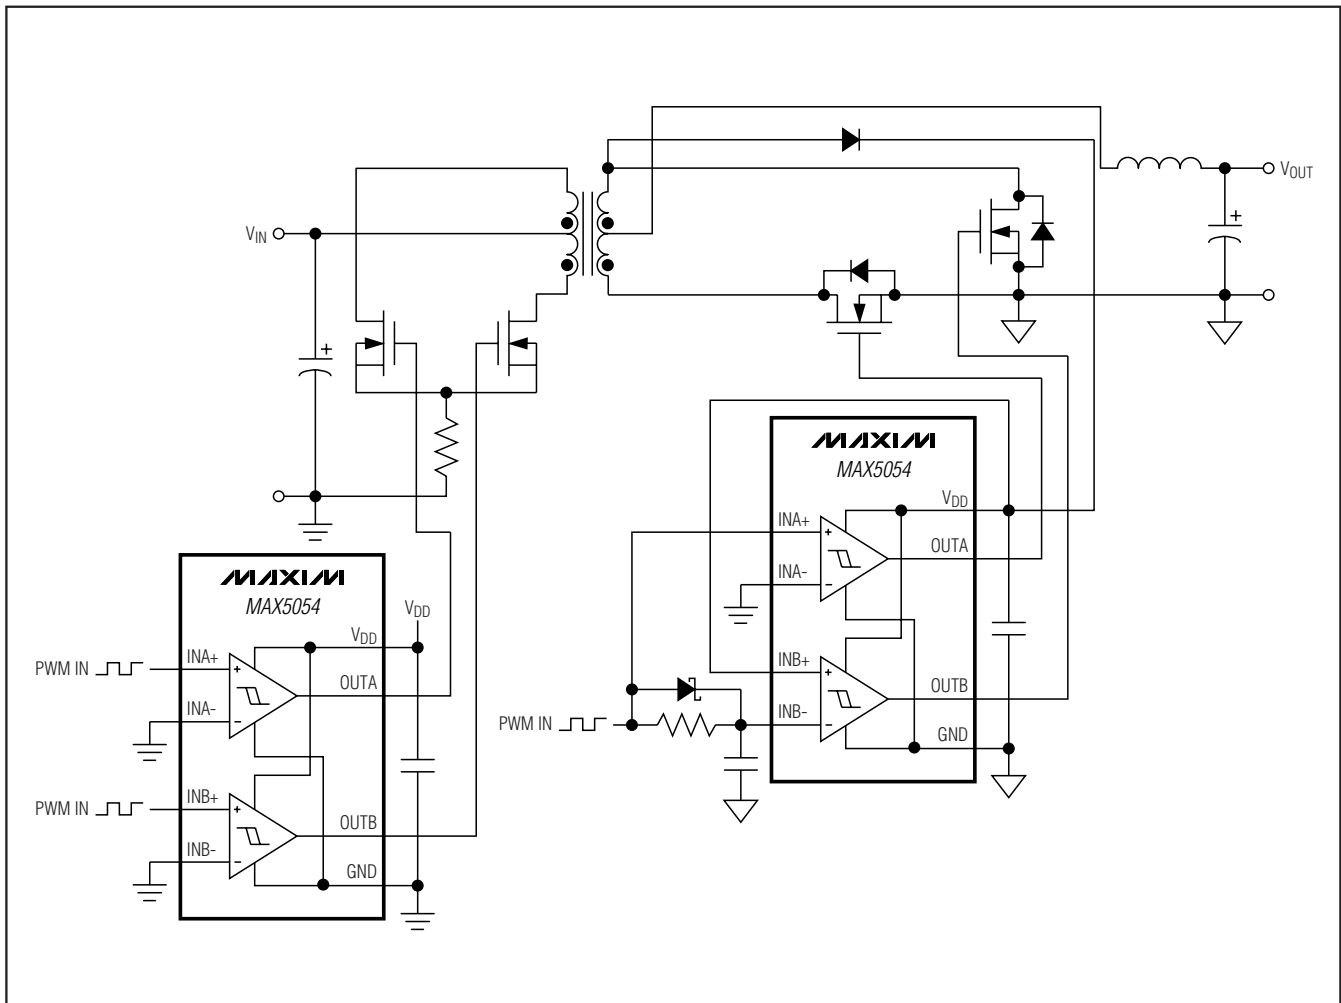 VOUT
VIN
+
+
MAXIM
MAX5054
VDD
INA+
+
OUTA
INA-
-
INB+
+
OUTB
INB-
-
GND
PWM IN
MAXIM
MAX5054
VDD
VDD
PWM IN
INA+
+
OUTA
INA-
-
PWM IN
INB+
+
OUTB
INB-
-
GND